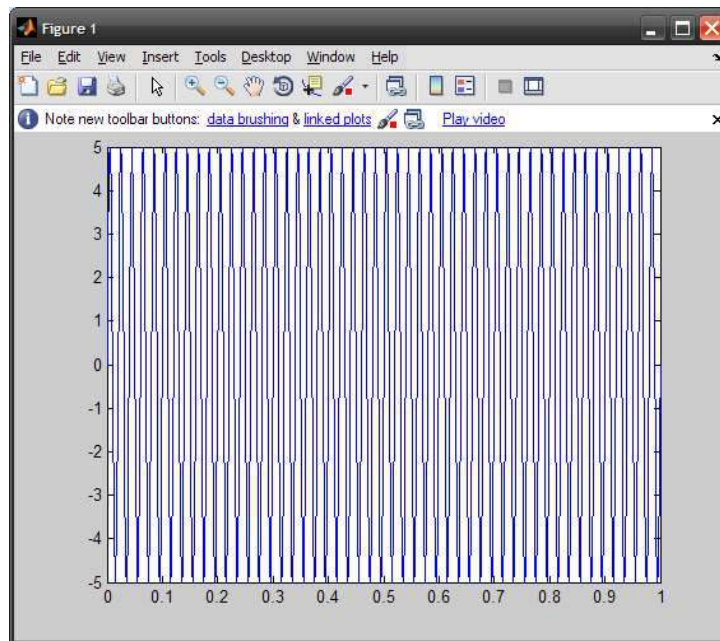 Figure 1
File Edit View Insert Tools Desktop Window Help
Note new toolbar buttons: data brushing & linked plots Play video
5
4
3
2
1
0
-1
-2
-3
-4
-5
0 0.1 0.2 0.3 0.4 0.5 0.6 0.7 0.8 0.9 1